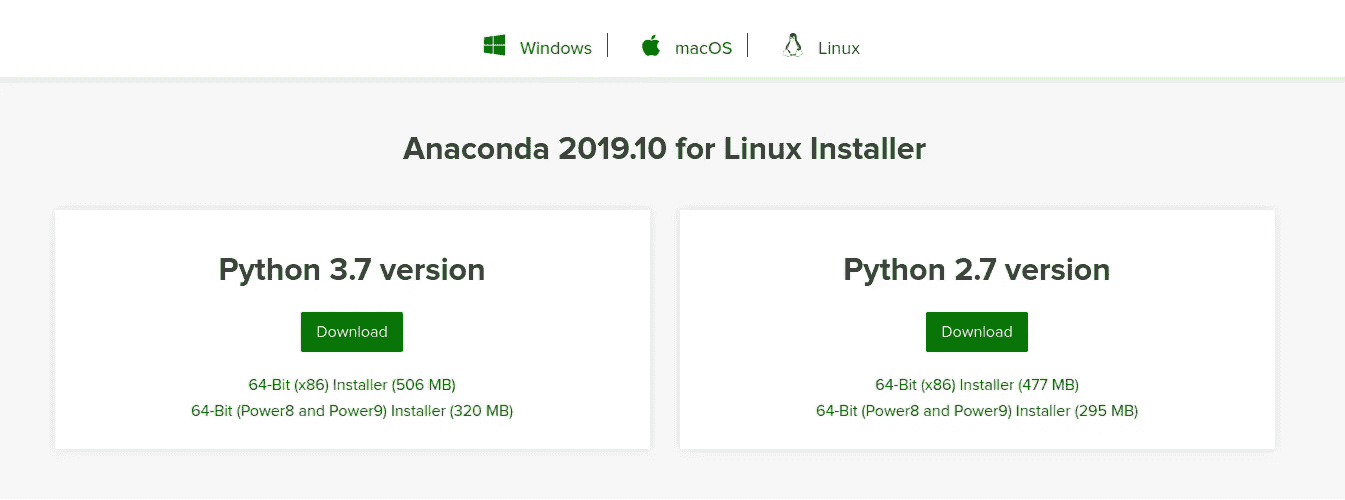 Windows
macOS
Linux
Anaconda 2019.10 for Linux Installer
Python 3.7 version
Download
64-Bit (x86) Installer (506 MB)
64-Bit (Power8 and Power9) Installer (320 MB)
Python 2.7 version
Download
64-Bit (x86) Installer (477 MB)
64-Bit (Power8 and Power9) Installer (295 MB)